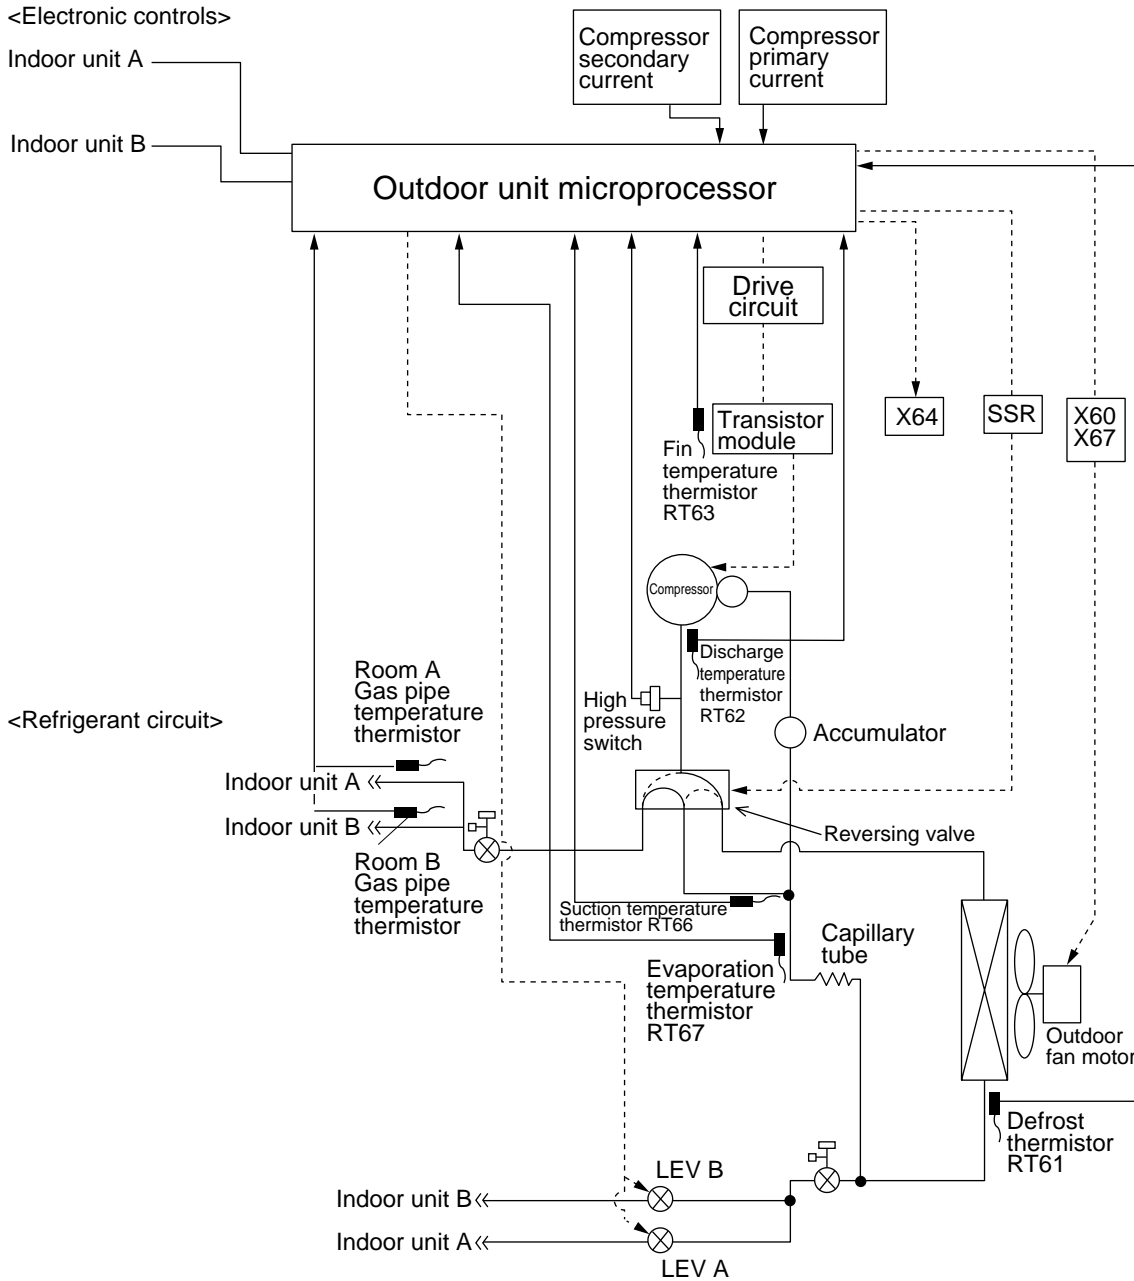 <Electronic controls>
Indoor unit A
Indoor unit B
Compressor
secondary
current
Compressor
primary
current
Outdoor unit microprocessor
Drive
circuit
Transistor
module
X64
SSR
X60
X67
Fin
temperature
thermistor
RT63
Compressor
Discharge
temperature
thermistor
RT62
High
pressure
switch
Accumulator
Room A
Gas pipe
temperature
thermistor
<Refrigerant circuit>
Indoor unit A
Indoor unit B
Room B
Gas pipe
temperature
thermistor
Reversing valve
Suction temperature
thermistor RT66
Capillary
tube
Evaporation
temperature
thermistor
RT67
Outdoor
fan motor
Defrost
thermistor
RT61
LEV B
Indoor unit B
Indoor unit A
LEV A